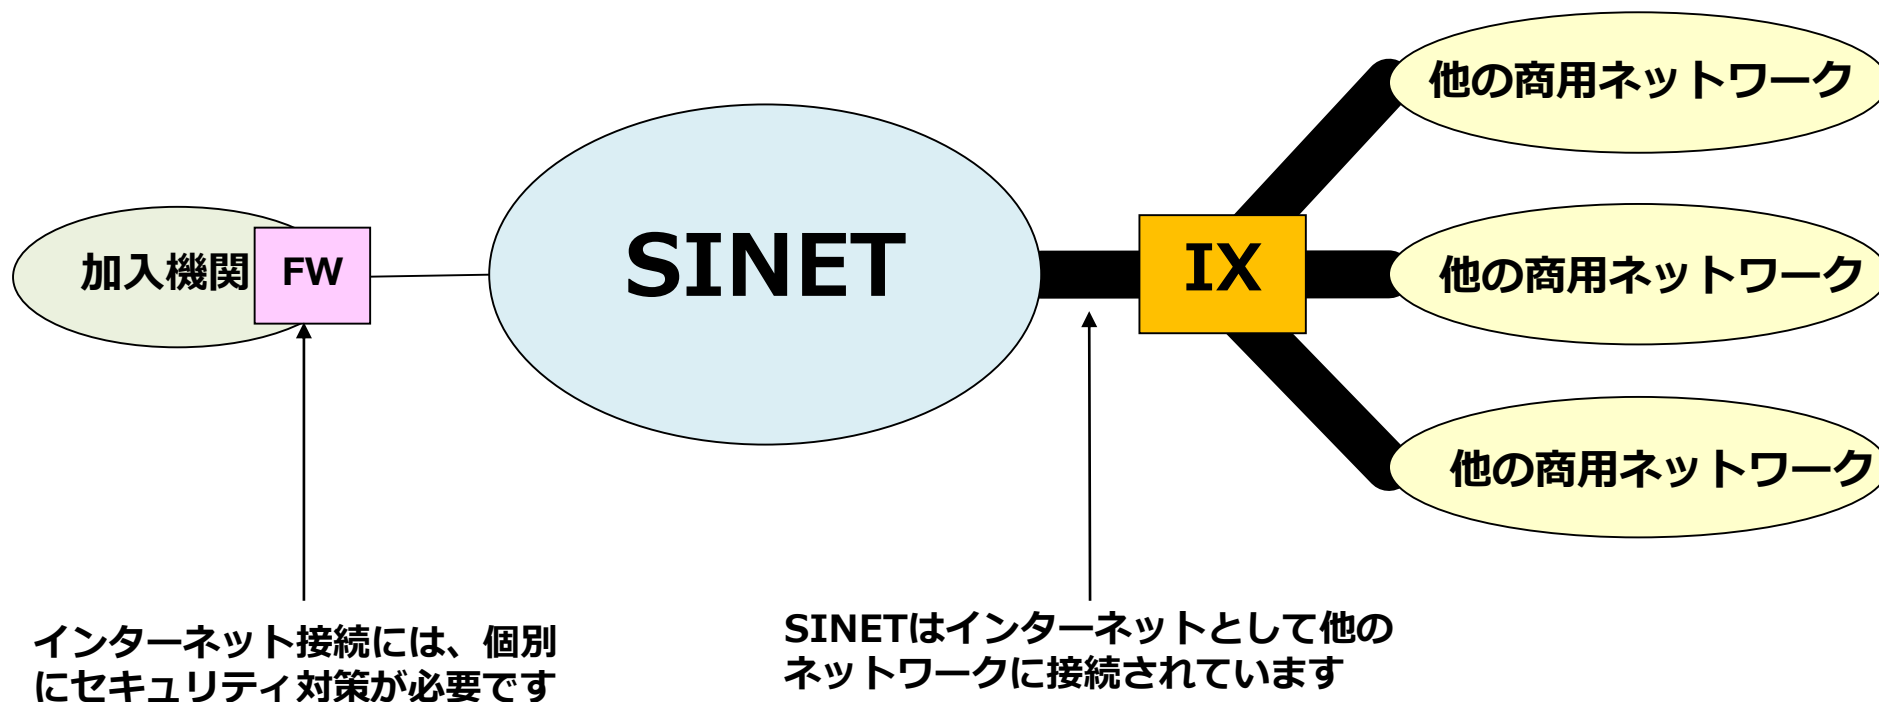 他の商用ネットワーク
加入機関
FW
SINET
IX
他の商用ネットワーク
他の商用ネットワーク
インターネット接続には、個別
にセキュリティ対策が必要です
SINETはインターネットとして他の
ネットワークに接続されています